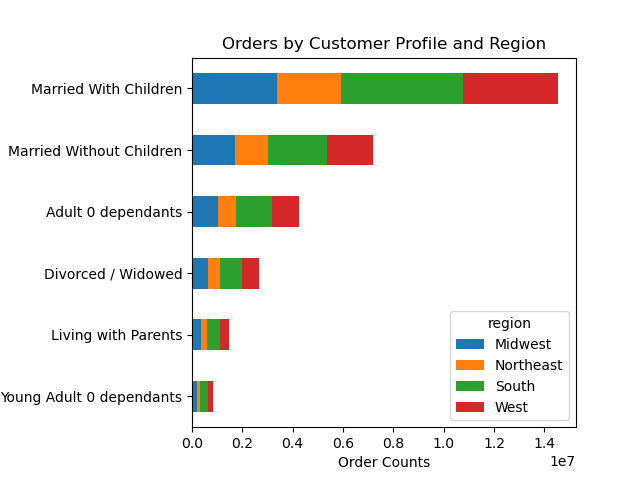 Orders by Customer Profile and Region
Married With Children
Married Without Children
Adult 0 dependants
Divorced / Widowed
Living with Parents
Young Adult 0 dependants
region
Midwest
Northeast
South
West
0.0 0.2 0.4 0.6 0.8 1.0 1.2 1.4
1e7
Order Counts